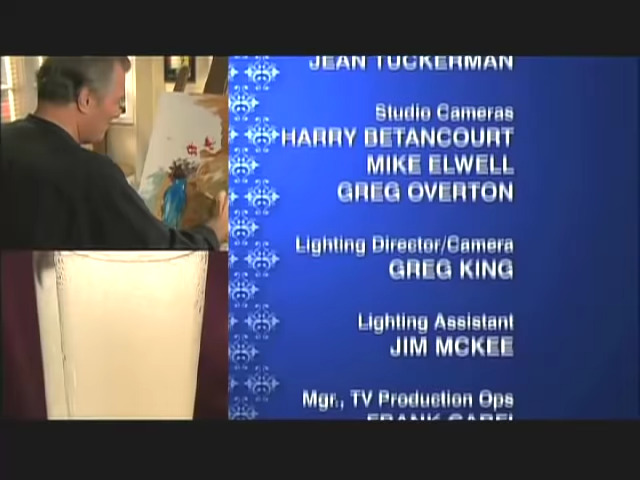 JEAN TUCKERMAN
Studio Cameras
HARRY BETANCOURT
MIKE ELWELL
GREG OVERTON
Lighting Director/Camera
GREG KING
Lighting Assistant
JIM MCKEE
Mgr., TV Production Ops
FRANK